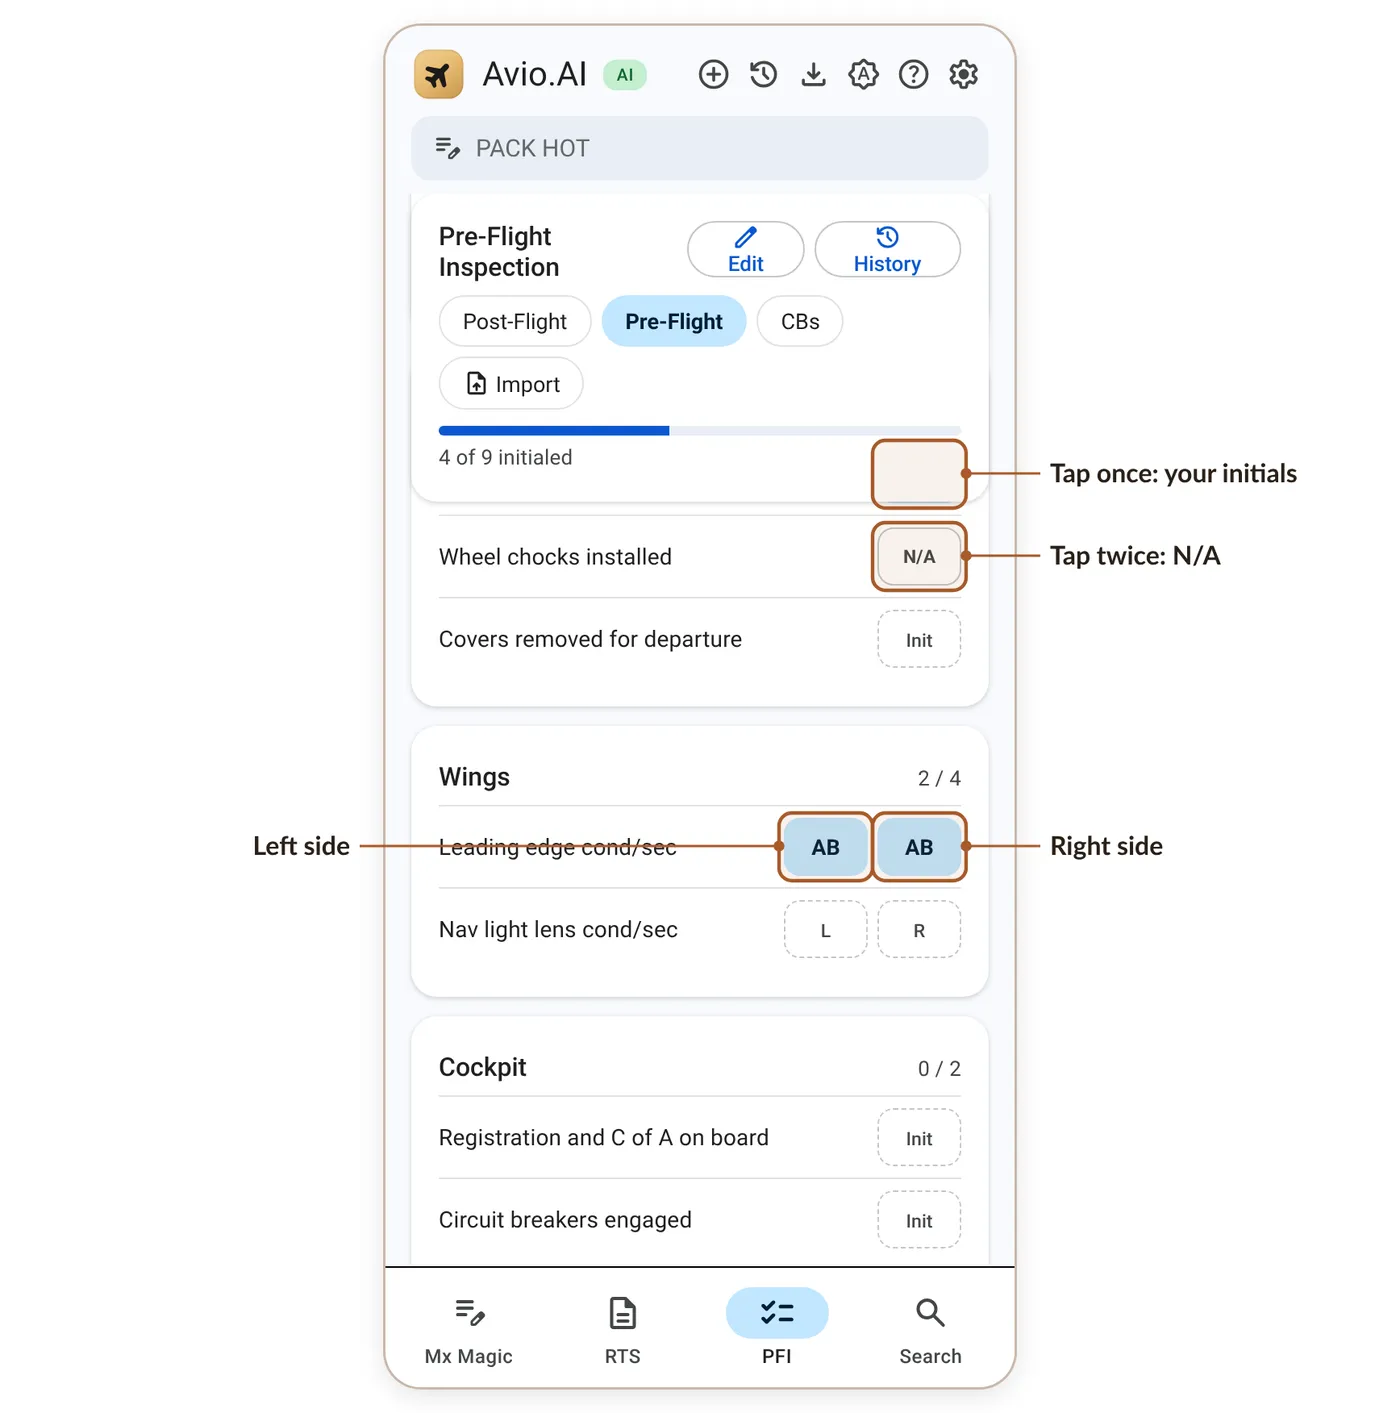 Avio.AI AI
PACK HOT
Pre-Flight
Inspection
Edit
History
Post-Flight
Pre-Flight
CBs
Import
4 of 9 initialed
Tap once: your initials
Wheel chocks installed
N/A
Tap twice: N/A
Covers removed for departure
Init
Wings
2 / 4
Left side
Leading edge cond/sec
AB
AB
Right side
Nav light lens cond/sec
L
R
Cockpit
0 / 2
Registration and C of A on board
Init
Circuit breakers engaged
Init
Mx Magic
RTS
PFI
Search